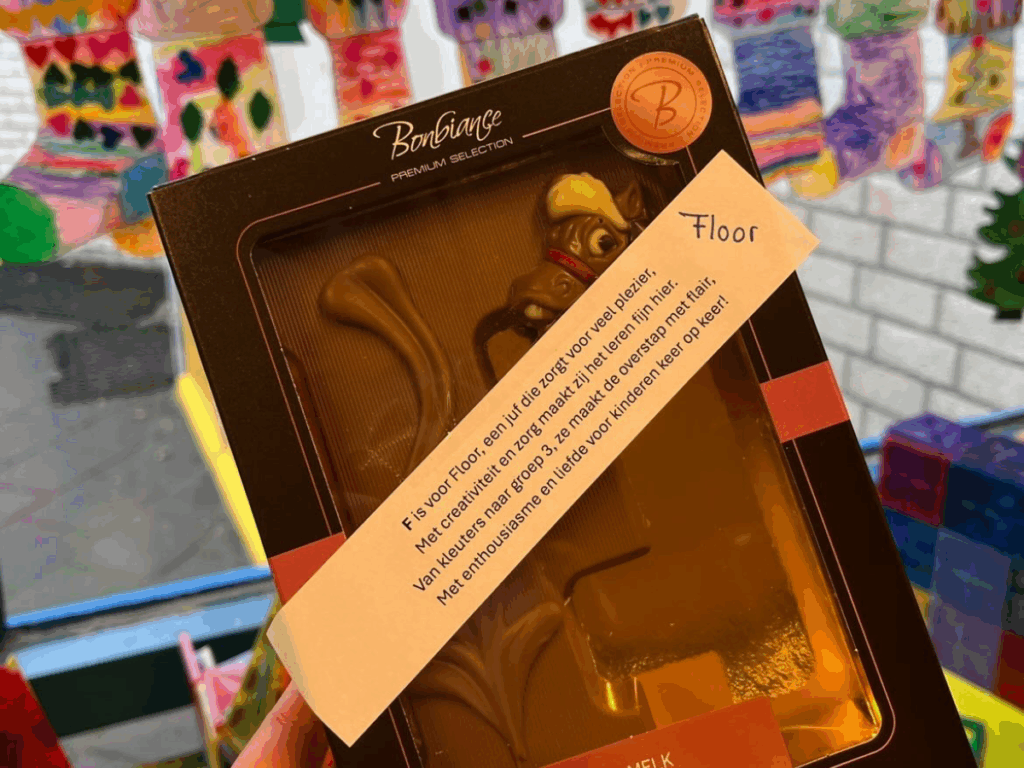 Bonbiance
PREMIUM SELECTION
B
Floor
F is voor Floor, een juf die zorgt voor veel plezier,
Met creativiteit en zorg maakt zij het leren fijn hier.
Van kleuters naar groep 3, ze maakt de overstap met flair,
Met enthousiasme en liefde voor kinderen keer op keer!
MELK